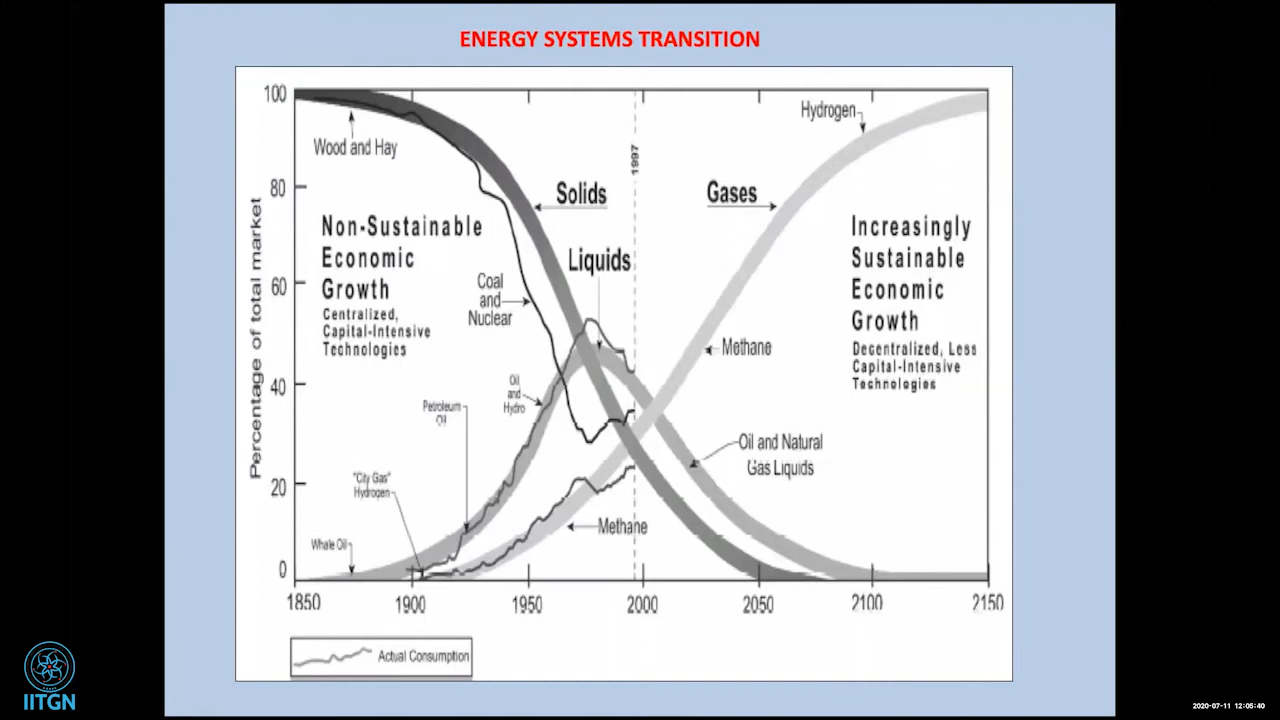 ENERGY SYSTEMS TRANSITION
100
80
60
40
20
0
Percentage of total market
Wood and Hay
Non-Sustainable
Economic
Growth
Centralized,
Capital-Intensive
Technologies
Solids
Liquids
Coal
and
Nuclear
Oil
and
Hydro
Petroleum
Oil
"City Gas"
Hydrogen
Whale Oil
1997
Hydrogen
Gases
Increasingly
Sustainable
Economic
Growth
Decentralized, Less
Capital-Intensive
Technologies
Methane
Oil and Natural
Gas Liquids
Methane
1850
1900
1950
2000
2050
2100
2150
Actual Consumption
IITGN
2020-07-11 12:05:40